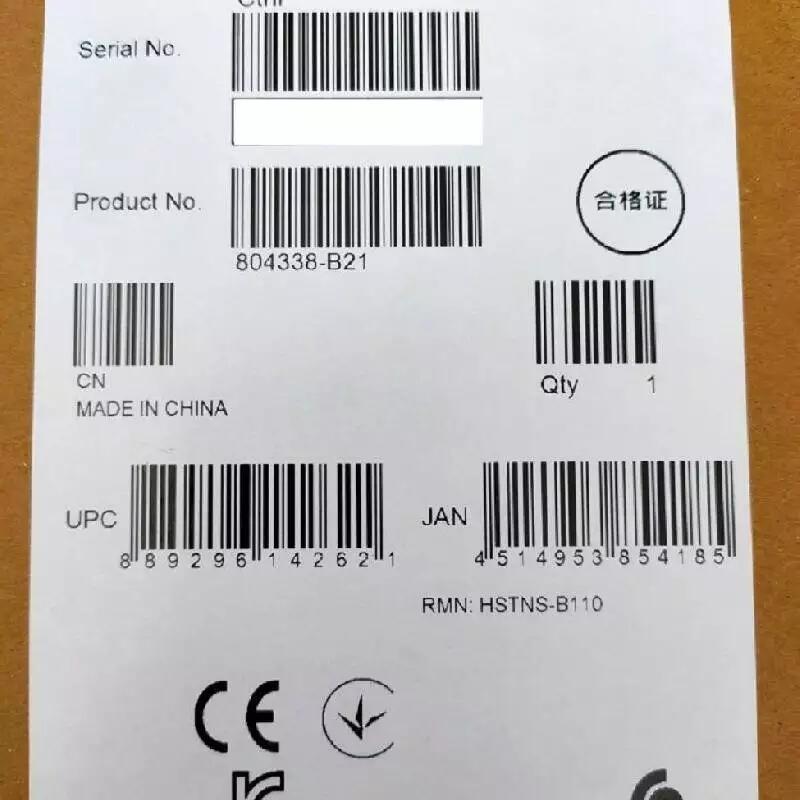 Ctrl
Serial No.
Product No.
804338-B21
合格证
CN
MADE IN CHINA
Qty 1
UPC
8 89296 14262 1
JAN
4 514953 854185
RMN: HSTNS-B110
CE